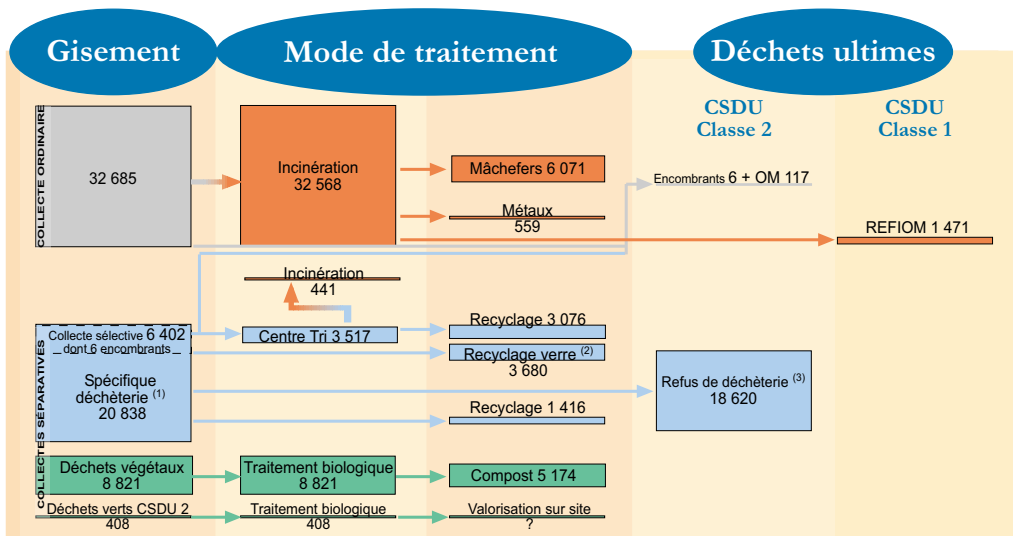 Gisement
Mode de traitement
Déchets ultimes
CSDU
Classe 2
CSDU
Classe 1
COLLECTE ORDINAIRE
32 685
Incinération
32 568
Mâchefers 6 071
Encombrants 6 + OM 117
Métaux
559
REFIOM 1 471
Incinération
441
COLLECTES SÉPARATIVES
Collecte sélective 6 402
dont 6 encombrants
Centre Tri 3 517
Recyclage 3 076
Recyclage verre (2)
3 680
Spécifique
déchèterie (1)
20 838
Refus de déchèterie (3)
18 620
Recyclage 1 416
Déchets végétaux
8 821
Traitement biologique
8 821
Compost 5 174
Déchets verts CSDU 2
408
Traitement biologique
408
Valorisation sur site
?